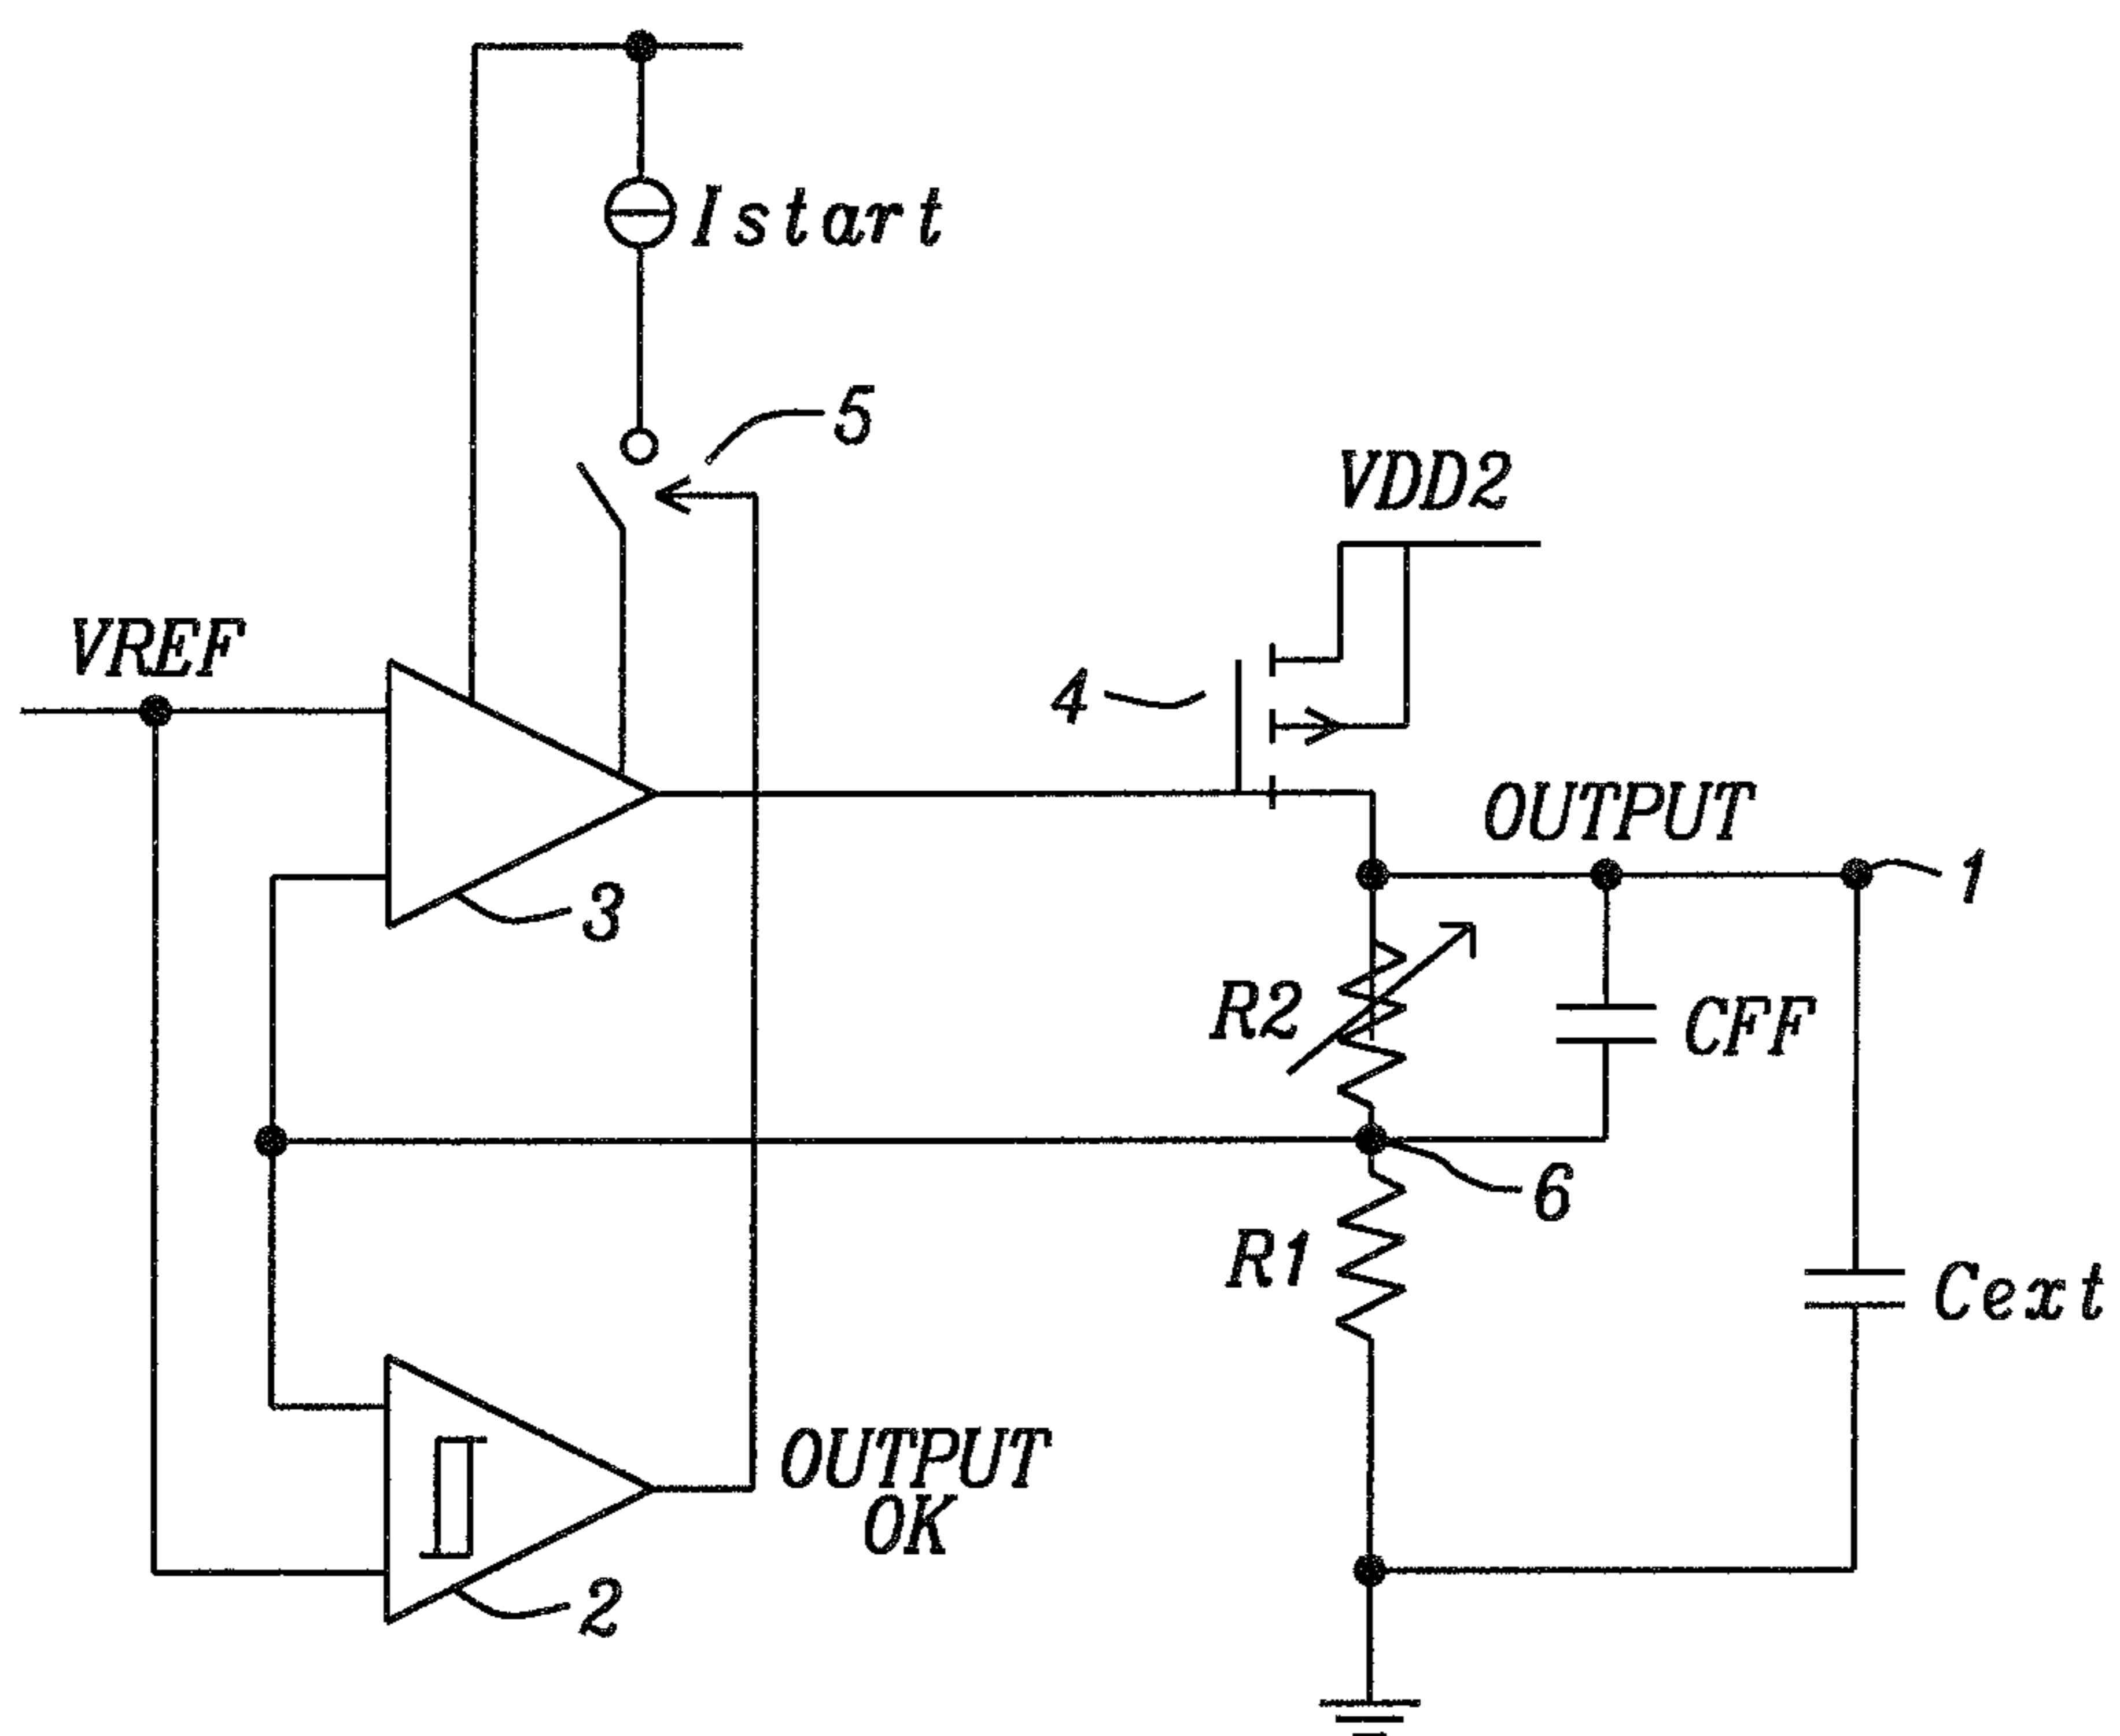 Istart
5
VDD2
VREF
4
OUTPUT
1
3
R2
CFF
6
R1
Cext
OUTPUT
OK
2